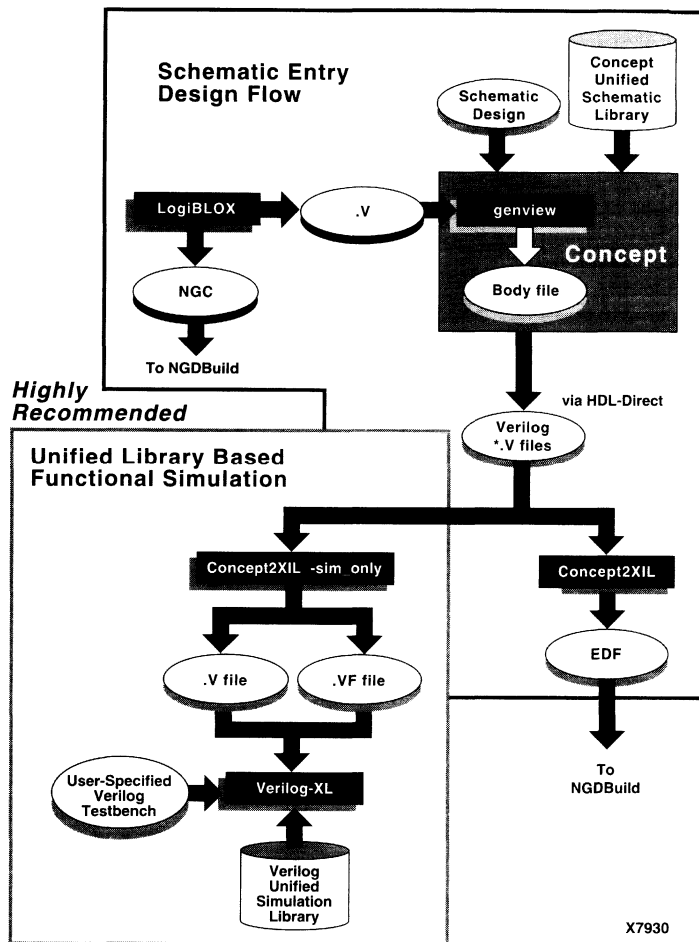 Schematic Entry
Design Flow
Concept
Unified
Schematic
Library
Schematic
Design
LogiBLOX
.V
genview
Concept
NGC
Body file
To NGDBuild
Highly
Recommended
via HDL-Direct
Verilog
*.V files
Unified Library Based
Functional Simulation
Concept2XIL -sim_only
Concept2XIL
.V file
.VF file
EDF
User-Specified
Verilog
Testbench
Verilog-XL
To
NGDBuild
Verilog
Unified
Simulation
Library
X7930